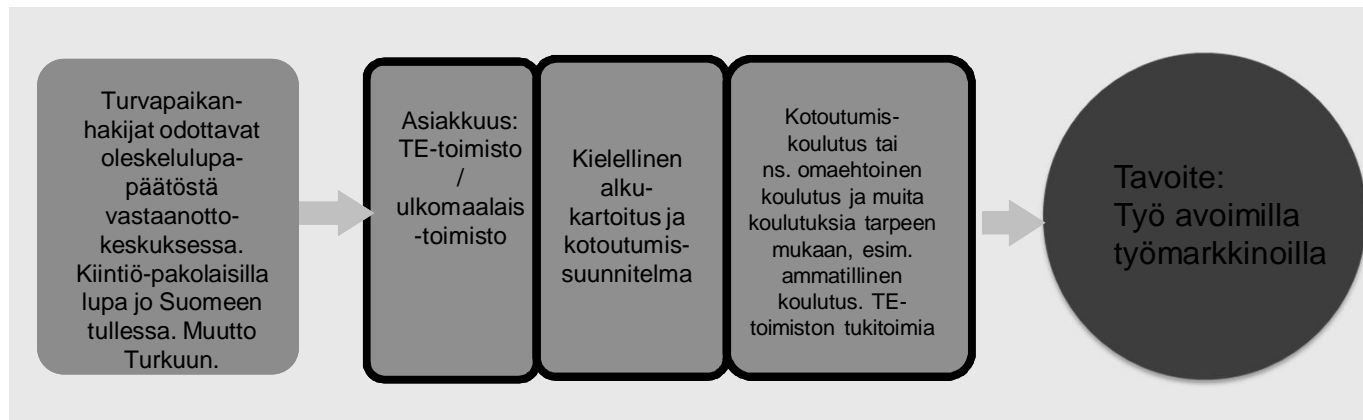 Turvapaikan-
hakijat odottavat
oleskelulupa-
päätöstä
vastaanotto-
keskuksessa.
Kiintiö-pakolaisilla
lupa jo Suomeen
tullessa. Muutto
Turkuun.
Asiakkuus:
TE-toimisto
/
ulkomaalais
-toimisto
Kielellinen
alku-
kartoitus ja
kotoutumis-
suunnitelma
Kotoutumis-
koulutus tai
ns. omaehtoinen
koulutus ja muita
koulutuksia tarpeen
mukaan, esim.
ammatillinen
koulutus. TE-
toimiston tukitoimia
Tavoite:
Työ avoimilla
työmarkkinoilla